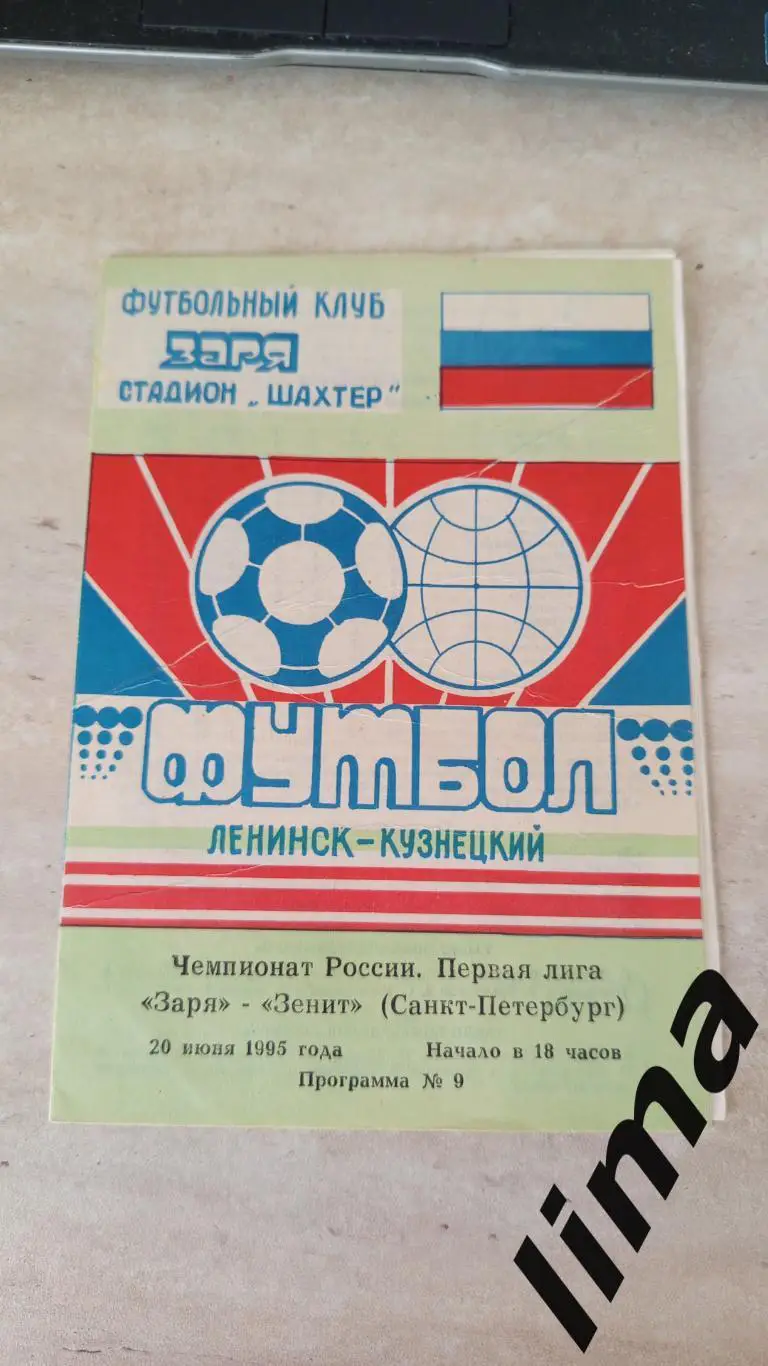 ФУТБОЛЬНЫЙ КЛУБ
заря
СТАДИОН „ШАХТЕР"
ФУТБОЛ
ЛЕНИНСК-КУЗНЕЦКИЙ
Чемпионат России. Первая лига
«Заря» - «Зенит» (Санкт-Петербург)
20 июня 1995 года Начало в 18 часов
Программа № 9
lima